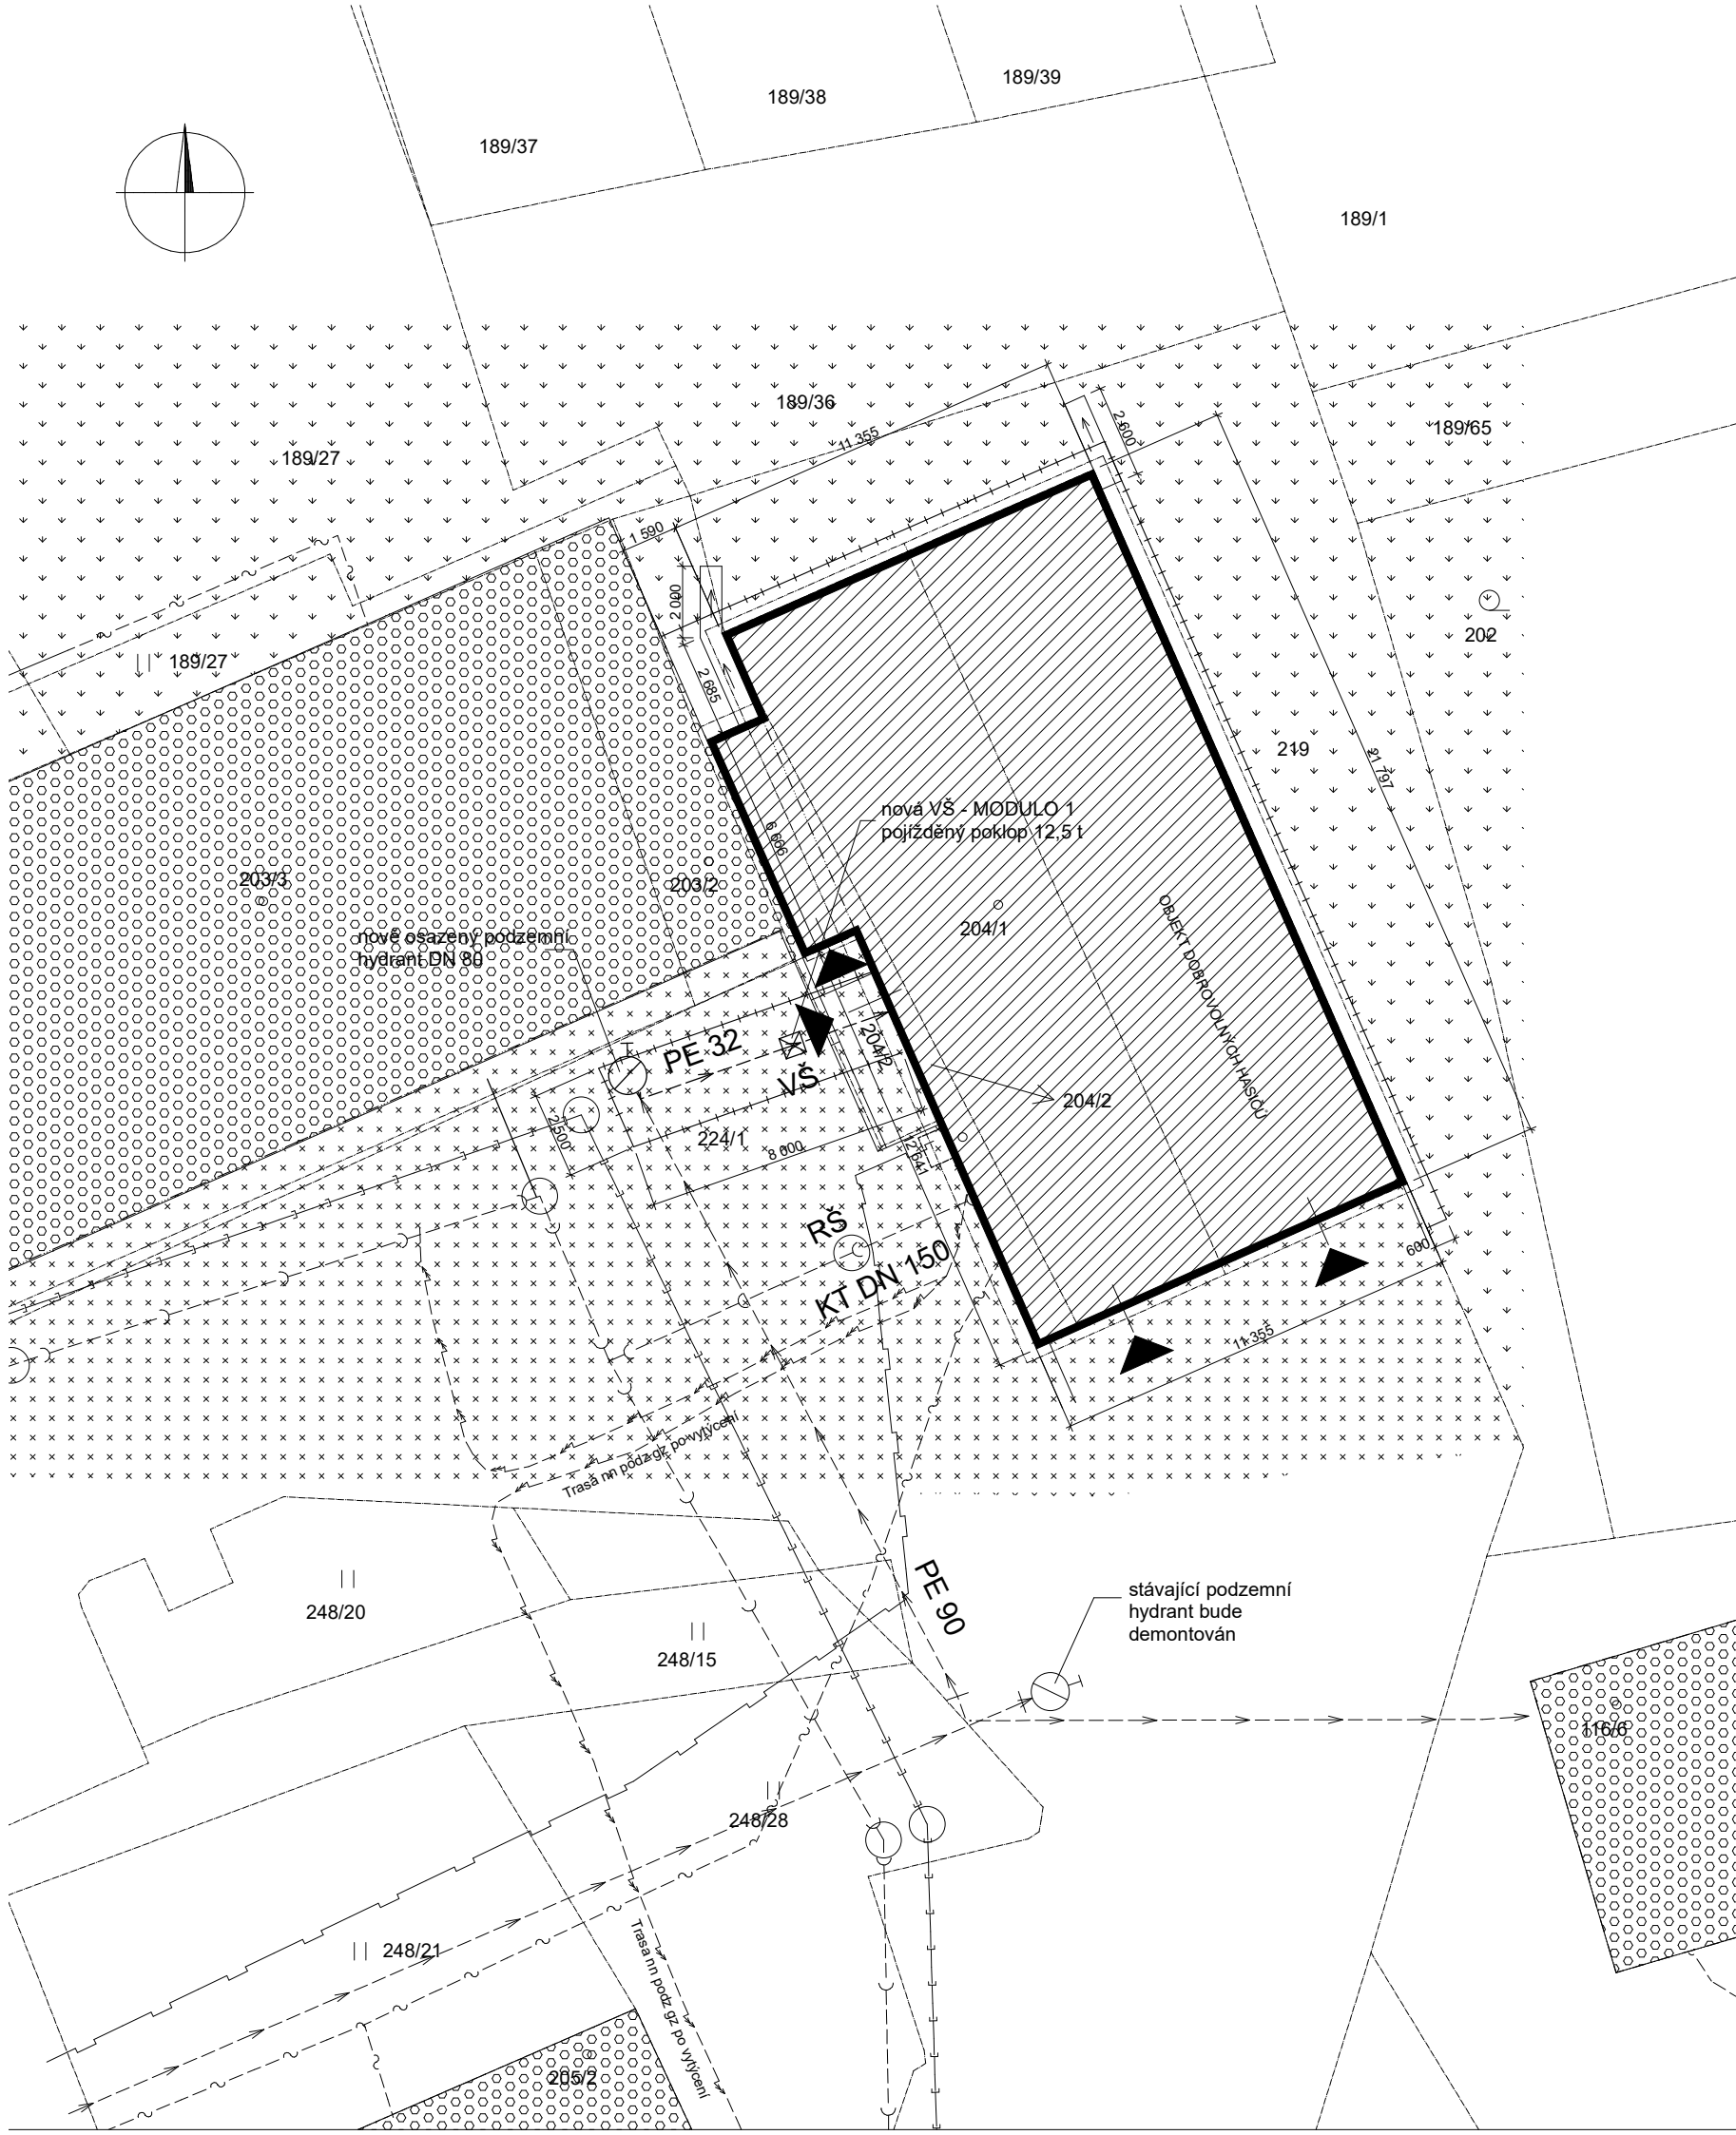 189/39
189/38
189/37
189/1
189/36
189/65
11 355
2 600
189/27
1 590
2 000
202
189/27
2 685
219
21 797
nová VŠ - MODULO 1
pojížděný poklop 12,5 t
6 606
203/3
203/2
204/1
OBJEKT DOBROVOLNÝCH HASIČŮ
nově osazený podzemní
hydrant DN 80
PE 32
204/2
VŠ
204/2
2 500
224/1
8 000
2 641
RŠ
KT DN 150
600
11 355
Trasa nn podz gz po vytýcení
PE 90
stávající podzemní
hydrant bude
demontován
248/20
248/15
116/6
248/28
248/21
Trasa nn podz gz po vytýcení
205/2